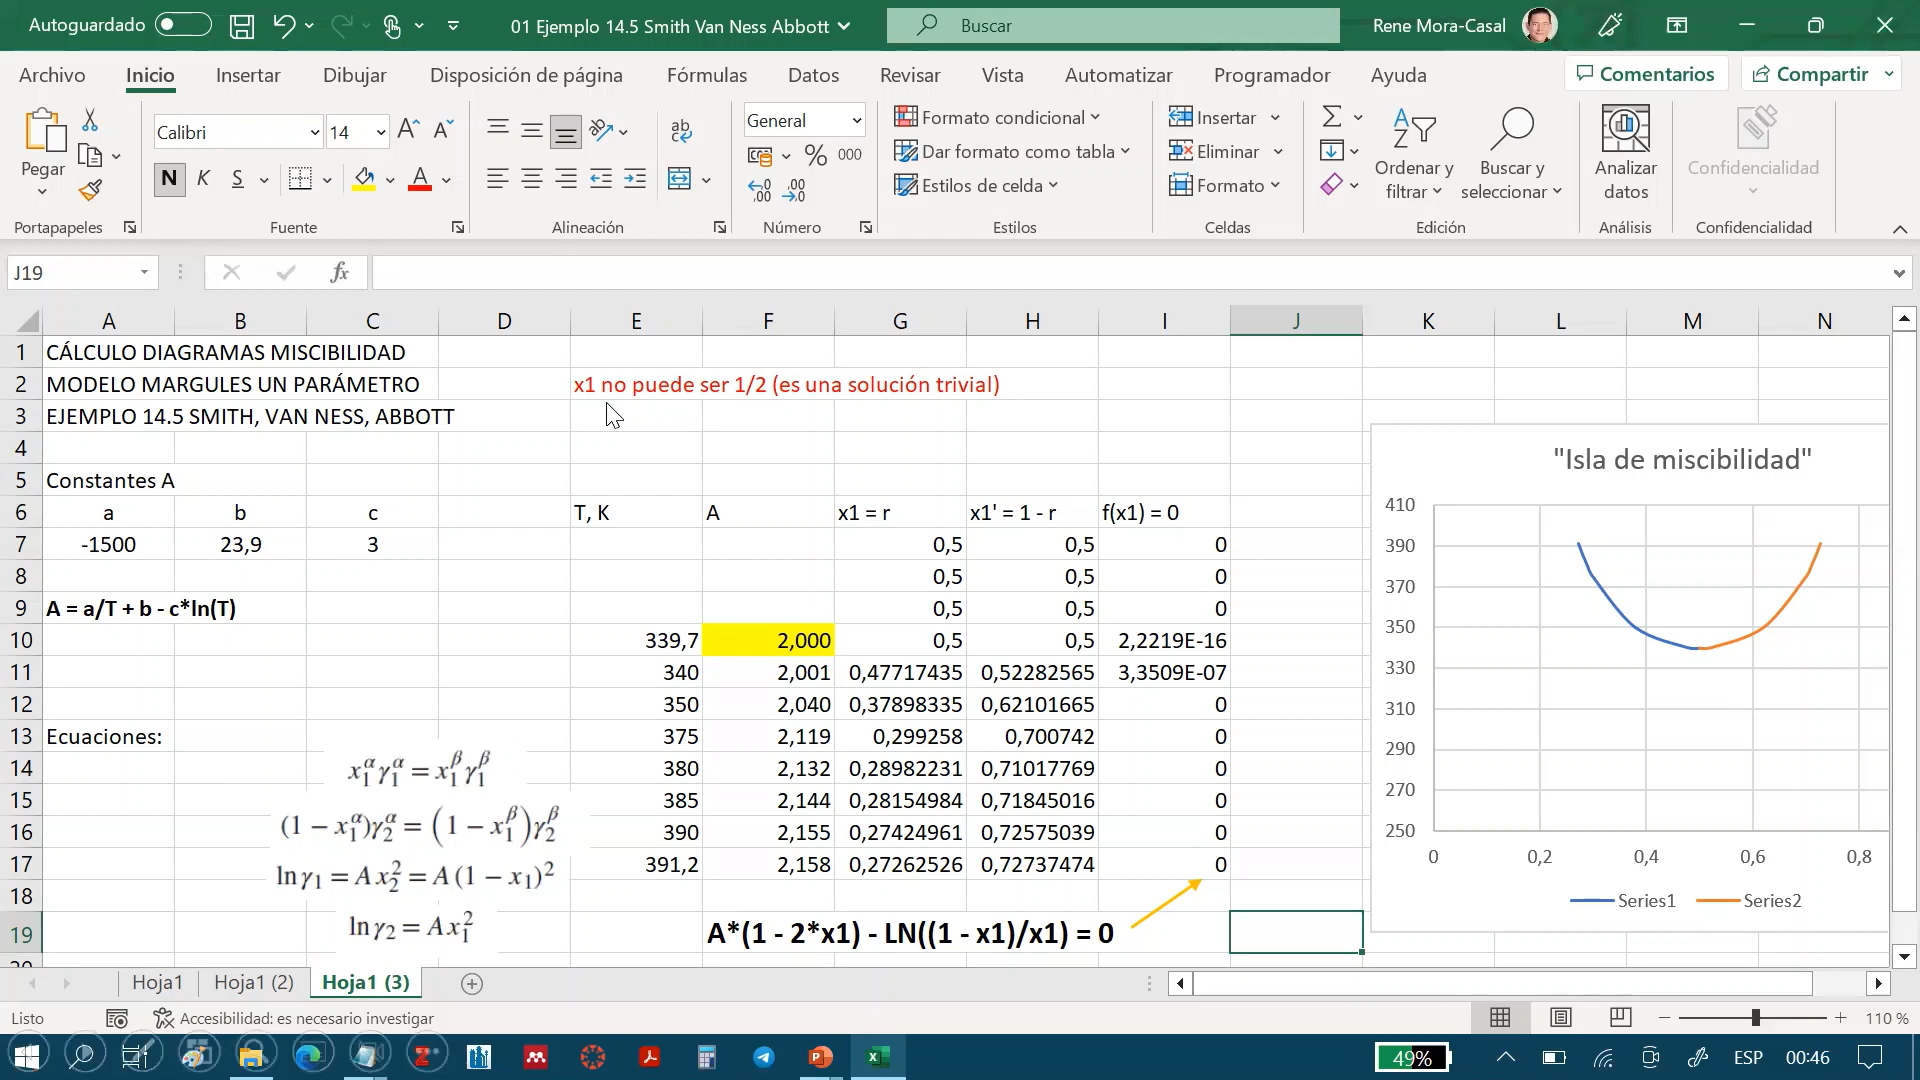 Autoguardado
01 Ejemplo 14.5 Smith Van Ness Abbott
Buscar
Rene Mora-Casal
Archivo Inicio Insertar Dibujar Disposición de página Fórmulas Datos Revisar Vista Automatizar Programador Ayuda Comentarios Compartir
Pegar
Calibri 14
N K S
ab
General
% 000
Formato condicional
Dar formato como tabla
Estilos de celda
Insertar
Eliminar
Formato
Ordenar y filtrar
Buscar y seleccionar
Analizar datos
Confidencialidad
Portapapeles Fuente Alineación Número Estilos Celdas Edición Análisis Confidencialidad
J19 fx
A B C D E F G H I J K L M N
1 CÁLCULO DIAGRAMAS MISCIBILIDAD
2 MODELO MARGULES UN PARÁMETRO x1 no puede ser 1/2 (es una solución trivial)
3 EJEMPLO 14.5 SMITH, VAN NESS, ABBOTT
4
5 Constantes A
6 a b c T, K A x1 = r x1' = 1 - r f(x1) = 0
7 -1500 23,9 3 0,5 0,5 0
8 0,5 0,5 0
9 A = a/T + b - c*ln(T) 0,5 0,5 0
10 339,7 2,000 0,5 0,5 2,2219E-16
11 340 2,001 0,47717435 0,52282565 3,3509E-07
12 350 2,040 0,37898335 0,62101665 0
13 Ecuaciones: 375 2,119 0,299258 0,700742 0
14 380 2,132 0,28982231 0,71017769 0
15 385 2,144 0,28154984 0,71845016 0
16 390 2,155 0,27424961 0,72575039 0
17 391,2 2,158 0,27262526 0,72737474 0
18
19 A*(1 - 2*x1) - LN((1 - x1)/x1) = 0
x₁^α γ₁^α = x₁^β γ₁^β
(1 − x₁^α)γ₂^α = (1 − x₁^β)γ₂^β
ln γ₁ = A x₂² = A (1 − x₁)²
ln γ₂ = A x₁²
"Isla de miscibilidad"
410
390
370
350
330
310
290
270
250
0 0,2 0,4 0,6 0,8
Series1 Series2
Hoja1 Hoja1 (2) Hoja1 (3)
Listo Accesibilidad: es necesario investigar 110 %
49% ESP 00:46